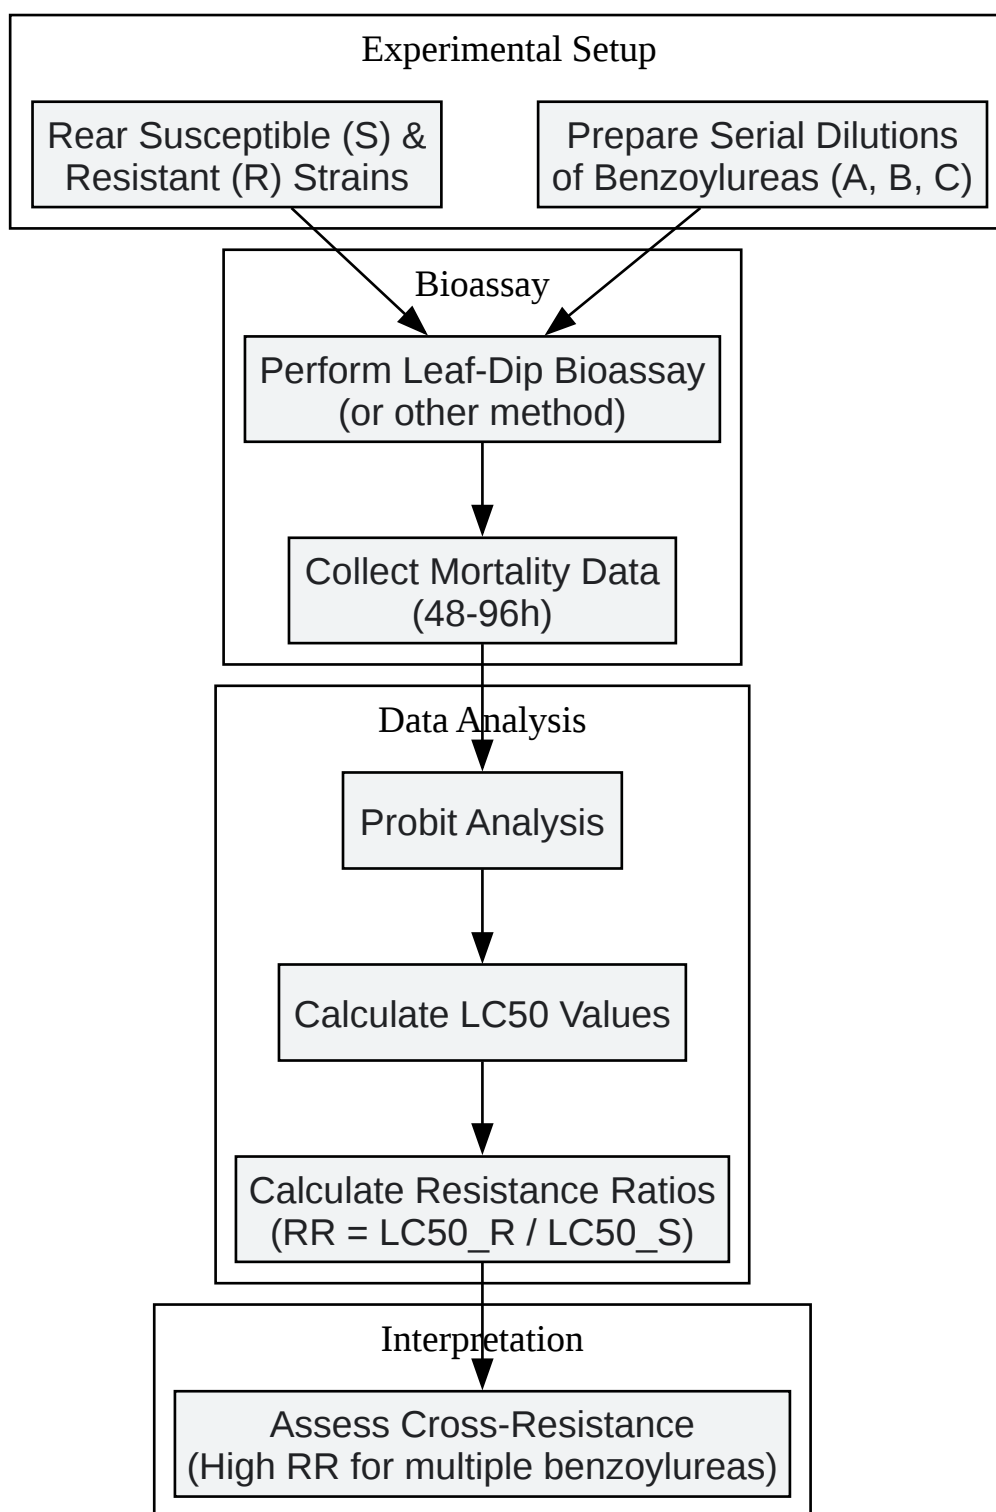 Experimental Setup
Rear Susceptible (S) &
Resistant (R) Strains
Prepare Serial Dilutions
of Benzoylureas (A, B, C)
Bioassay
Perform Leaf-Dip Bioassay
(or other method)
Collect Mortality Data
(48-96h)
Data Analysis
Probit Analysis
Calculate LC50 Values
Calculate Resistance Ratios
(RR = LC50_R / LC50_S)
Interpretation
Assess Cross-Resistance
(High RR for multiple benzoylureas)